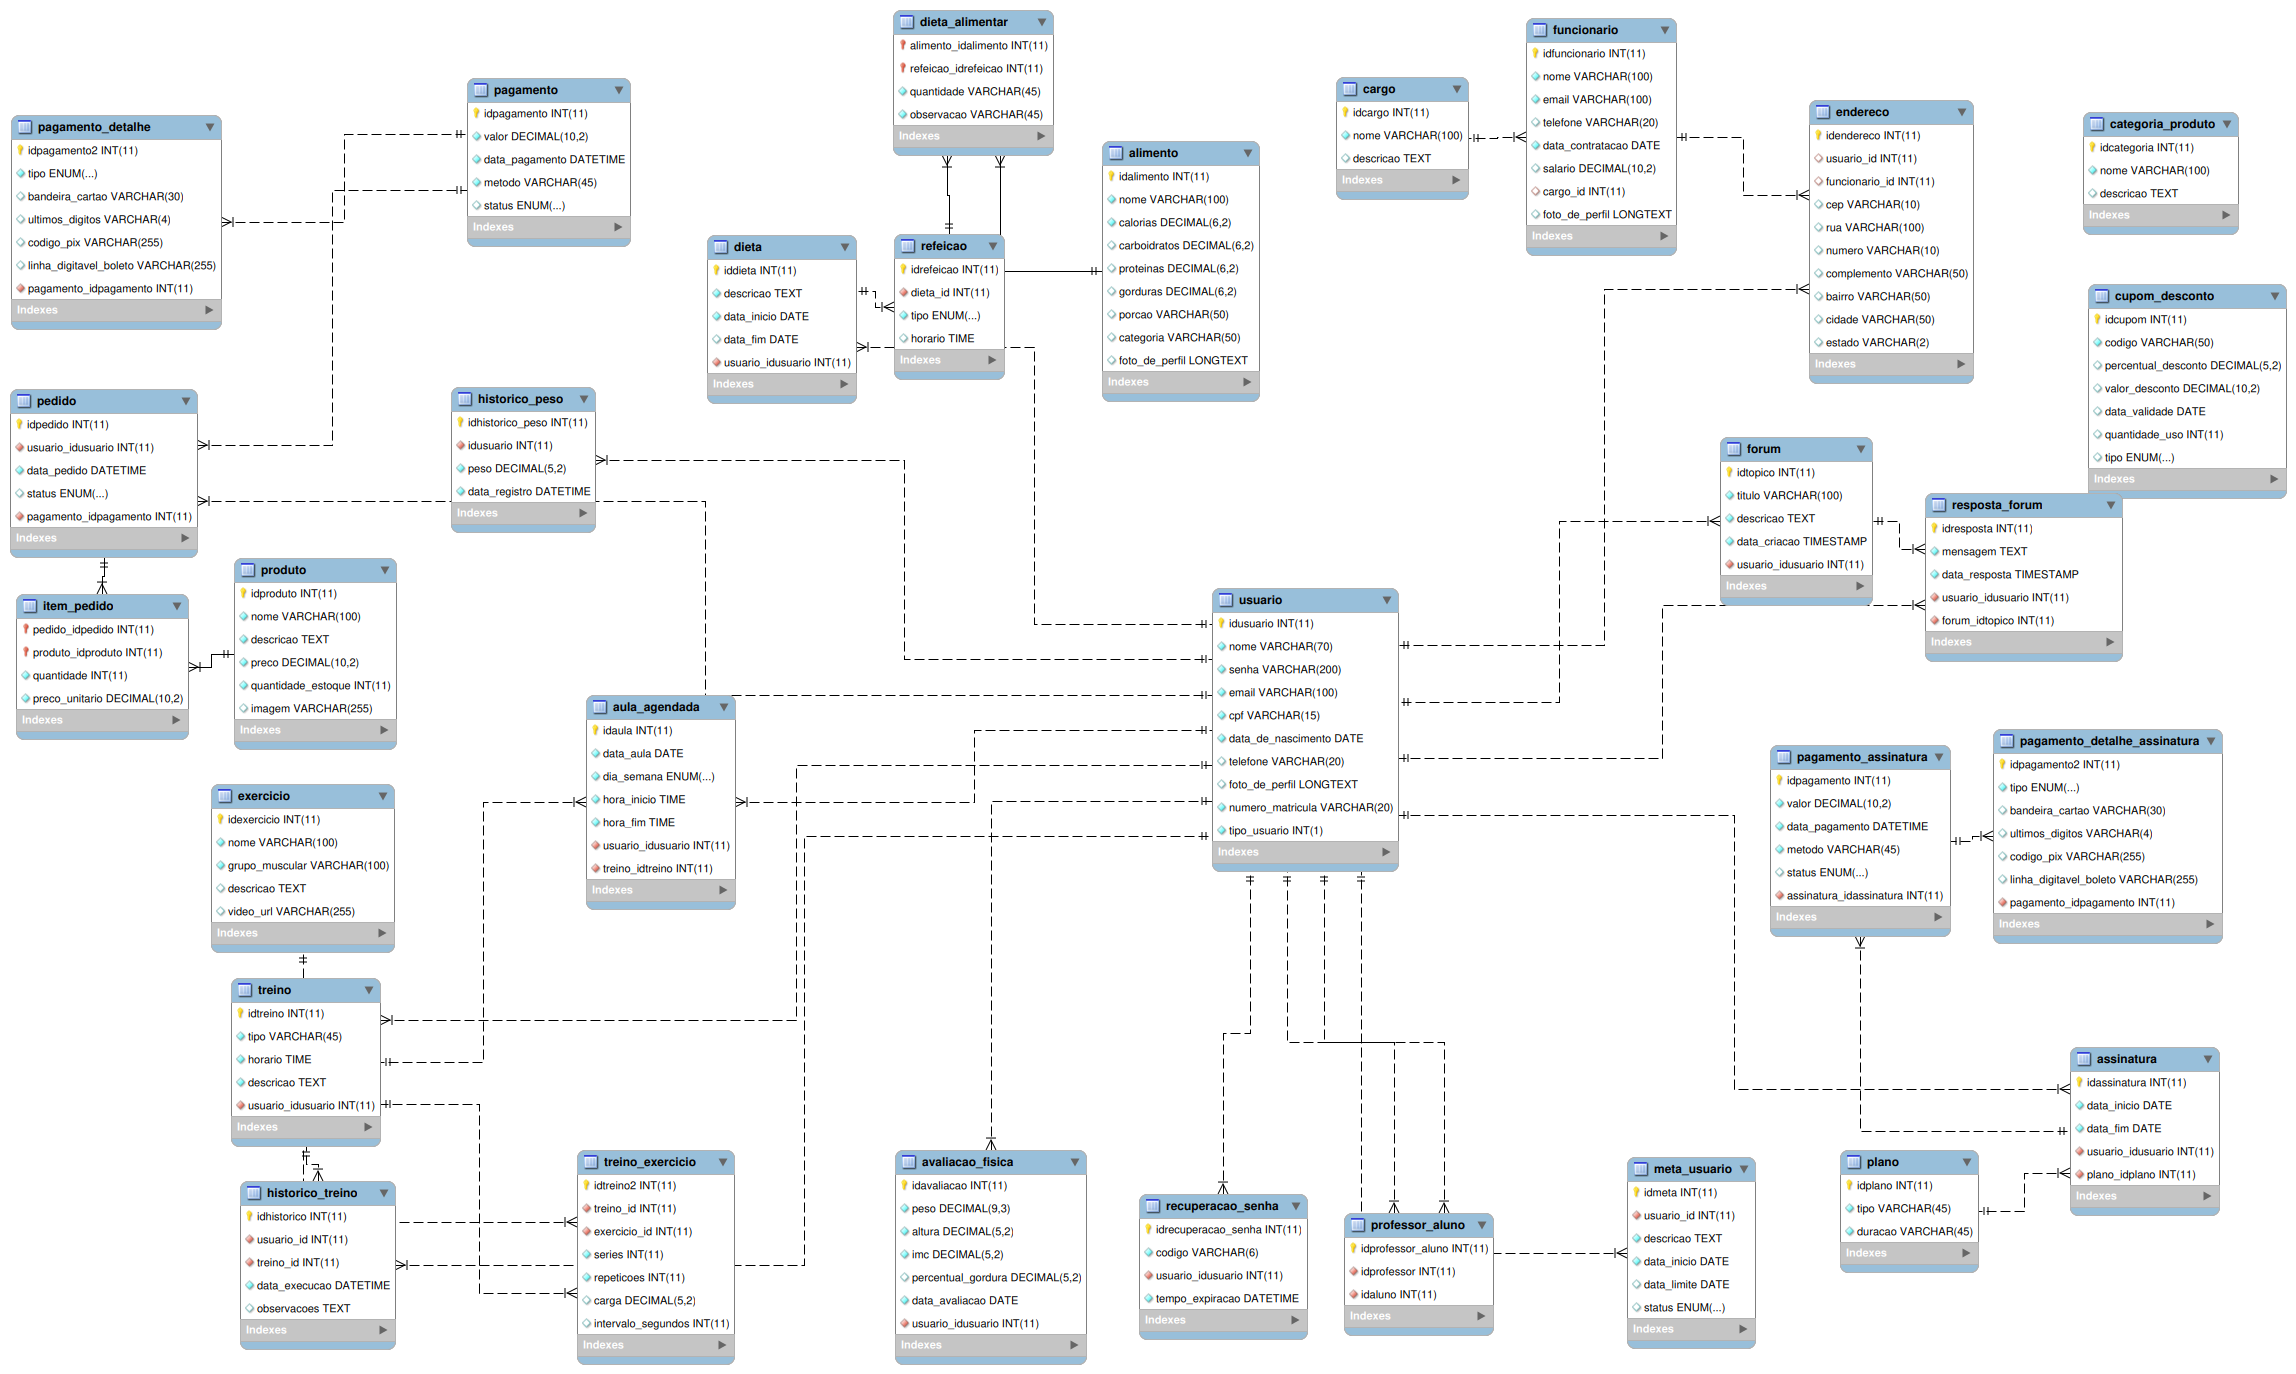 dieta_alimentar
alimento_idalimento INT(11)
refeicao_idrefeicao INT(11)
quantidade VARCHAR(45)
observacao VARCHAR(45)
Indexes
funcionario
idfuncionario INT(11)
nome VARCHAR(100)
email VARCHAR(100)
telefone VARCHAR(20)
data_contratacao DATE
salario DECIMAL(10,2)
cargo_id INT(11)
foto_de_perfil LONGTEXT
Indexes
pagamento
idpagamento INT(11)
valor DECIMAL(10,2)
data_pagamento DATETIME
metodo VARCHAR(45)
status ENUM(...)
Indexes
cargo
idcargo INT(11)
nome VARCHAR(100)
descricao TEXT
Indexes
endereco
idendereco INT(11)
usuario_id INT(11)
funcionario_id INT(11)
cep VARCHAR(10)
rua VARCHAR(100)
numero VARCHAR(10)
complemento VARCHAR(50)
bairro VARCHAR(50)
cidade VARCHAR(50)
estado VARCHAR(2)
Indexes
categoria_produto
idcategoria INT(11)
nome VARCHAR(100)
descricao TEXT
Indexes
pagamento_detalhe
idpagamento2 INT(11)
tipo ENUM(...)
bandeira_cartao VARCHAR(30)
ultimos_digitos VARCHAR(4)
codigo_pix VARCHAR(255)
linha_digitavel_boleto VARCHAR(255)
pagamento_idpagamento INT(11)
Indexes
alimento
idalimento INT(11)
nome VARCHAR(100)
calorias DECIMAL(6,2)
carboidratos DECIMAL(6,2)
proteinas DECIMAL(6,2)
gorduras DECIMAL(6,2)
porcao VARCHAR(50)
categoria VARCHAR(50)
foto_de_perfil LONGTEXT
Indexes
dieta
iddieta INT(11)
descricao TEXT
data_inicio DATE
data_fim DATE
usuario_idusuario INT(11)
Indexes
refeicao
idrefeicao INT(11)
dieta_id INT(11)
tipo ENUM(...)
horario TIME
Indexes
cupom_desconto
idcupom INT(11)
codigo VARCHAR(50)
percentual_desconto DECIMAL(5,2)
valor_desconto DECIMAL(10,2)
data_validade DATE
quantidade_uso INT(11)
tipo ENUM(...)
Indexes
pedido
idpedido INT(11)
usuario_idusuario INT(11)
data_pedido DATETIME
status ENUM(...)
pagamento_idpagamento INT(11)
Indexes
historico_peso
idhistorico_peso INT(11)
idusuario INT(11)
peso DECIMAL(5,2)
data_registro DATETIME
Indexes
forum
idtopico INT(11)
titulo VARCHAR(100)
descricao TEXT
data_criacao TIMESTAMP
usuario_idusuario INT(11)
Indexes
resposta_forum
idresposta INT(11)
mensagem TEXT
data_resposta TIMESTAMP
usuario_idusuario INT(11)
forum_idtopico INT(11)
Indexes
item_pedido
pedido_idpedido INT(11)
produto_idproduto INT(11)
quantidade INT(11)
preco_unitario DECIMAL(10,2)
Indexes
produto
idproduto INT(11)
nome VARCHAR(100)
descricao TEXT
preco DECIMAL(10,2)
quantidade_estoque INT(11)
imagem VARCHAR(255)
Indexes
usuario
idusuario INT(11)
nome VARCHAR(70)
senha VARCHAR(200)
email VARCHAR(100)
cpf VARCHAR(15)
data_de_nascimento DATE
telefone VARCHAR(20)
foto_de_perfil LONGTEXT
numero_matricula VARCHAR(20)
tipo_usuario INT(1)
Indexes
aula_agendada
idaula INT(11)
data_aula DATE
dia_semana ENUM(...)
hora_inicio TIME
hora_fim TIME
usuario_idusuario INT(11)
treino_idtreino INT(11)
Indexes
pagamento_assinatura
idpagamento INT(11)
valor DECIMAL(10,2)
data_pagamento DATETIME
metodo VARCHAR(45)
status ENUM(...)
assinatura_idassinatura INT(11)
Indexes
pagamento_detalhe_assinatura
idpagamento2 INT(11)
tipo ENUM(...)
bandeira_cartao VARCHAR(30)
ultimos_digitos VARCHAR(4)
codigo_pix VARCHAR(255)
linha_digitavel_boleto VARCHAR(255)
pagamento_idpagamento INT(11)
Indexes
exercicio
idexercicio INT(11)
nome VARCHAR(100)
grupo_muscular VARCHAR(100)
descricao TEXT
video_url VARCHAR(255)
Indexes
treino
idtreino INT(11)
tipo VARCHAR(45)
horario TIME
descricao TEXT
usuario_idusuario INT(11)
Indexes
historico_treino
idhistorico INT(11)
usuario_id INT(11)
treino_id INT(11)
data_execucao DATETIME
observacoes TEXT
Indexes
treino_exercicio
idtreino2 INT(11)
treino_id INT(11)
exercicio_id INT(11)
series INT(11)
repeticoes INT(11)
carga DECIMAL(5,2)
intervalo_segundos INT(11)
Indexes
avaliacao_fisica
idavaliacao INT(11)
peso DECIMAL(9,3)
altura DECIMAL(5,2)
imc DECIMAL(5,2)
percentual_gordura DECIMAL(5,2)
data_avaliacao DATE
usuario_idusuario INT(11)
Indexes
recuperacao_senha
idrecuperacao_senha INT(11)
codigo VARCHAR(6)
usuario_idusuario INT(11)
tempo_expiracao DATETIME
Indexes
professor_aluno
idprofessor_aluno INT(11)
idprofessor INT(11)
idaluno INT(11)
Indexes
meta_usuario
idmeta INT(11)
usuario_id INT(11)
descricao TEXT
data_inicio DATE
data_limite DATE
status ENUM(...)
Indexes
plano
idplano INT(11)
tipo VARCHAR(45)
duracao VARCHAR(45)
Indexes
assinatura
idassinatura INT(11)
data_inicio DATE
data_fim DATE
usuario_idusuario INT(11)
plano_idplano INT(11)
Indexes